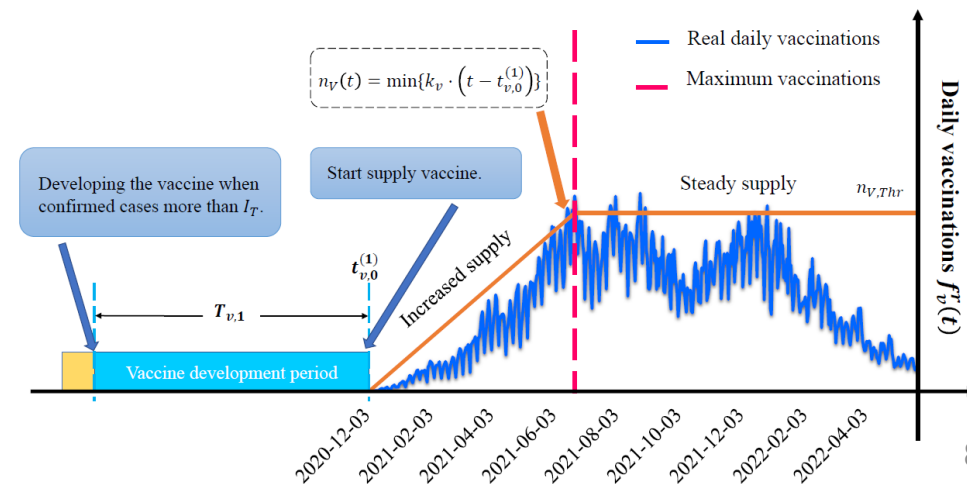 Real daily vaccinations
Maximum vaccinations
n_V(t) = min{k_v · (t − t_{v,0}^{(1)})}
Developing the vaccine when
confirmed cases more than I_T.
Start supply vaccine.
Steady supply
n_{V,Thr}
Increased supply
t_{v,0}^{(1)}
T_{v,1}
Vaccine development period
Daily vaccinations f_v^r(t)
2020-12-03
2021-02-03
2021-04-03
2021-06-03
2021-08-03
2021-10-03
2021-12-03
2022-02-03
2022-04-03